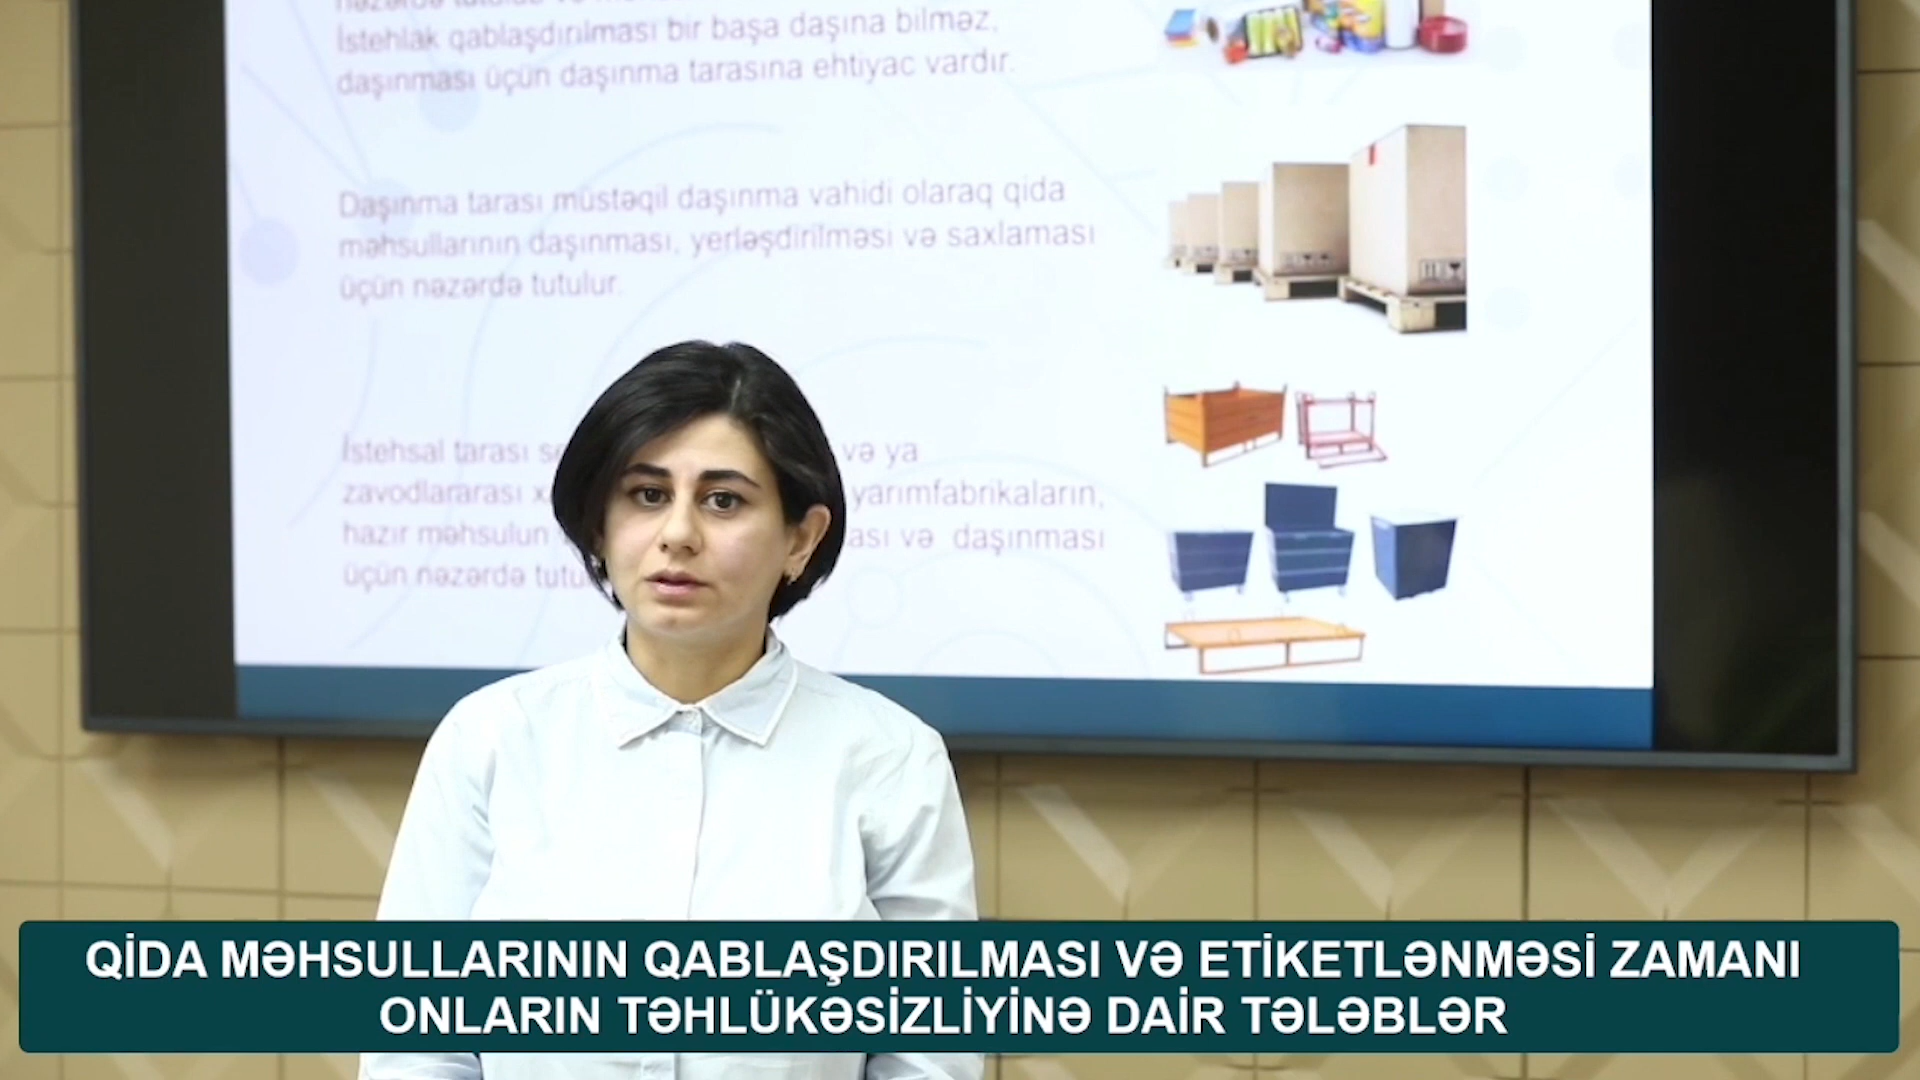 İstehlak qablaşdırılması bir başa daşına bilməz,
daşınması üçün daşınma tarasına ehtiyac vardır.
Daşınma tarası müstəqil daşınma vahidi olaraq qida
məhsullarının daşınması, yerləşdirilməsi və saxlaması
üçün nəzərdə tutulur.
İstehsal tarası və ya
zavodlararası yarımfabrikaların,
hazır məhsulun və daşınması
üçün nəzərdə
QİDA MƏHSULLARININ QABLAŞDIRILMASI VƏ ETİKETLƏNMƏSİ ZAMANI
ONLARIN TƏHLÜKƏSİZLİYİNƏ DAİR TƏLƏBLƏR